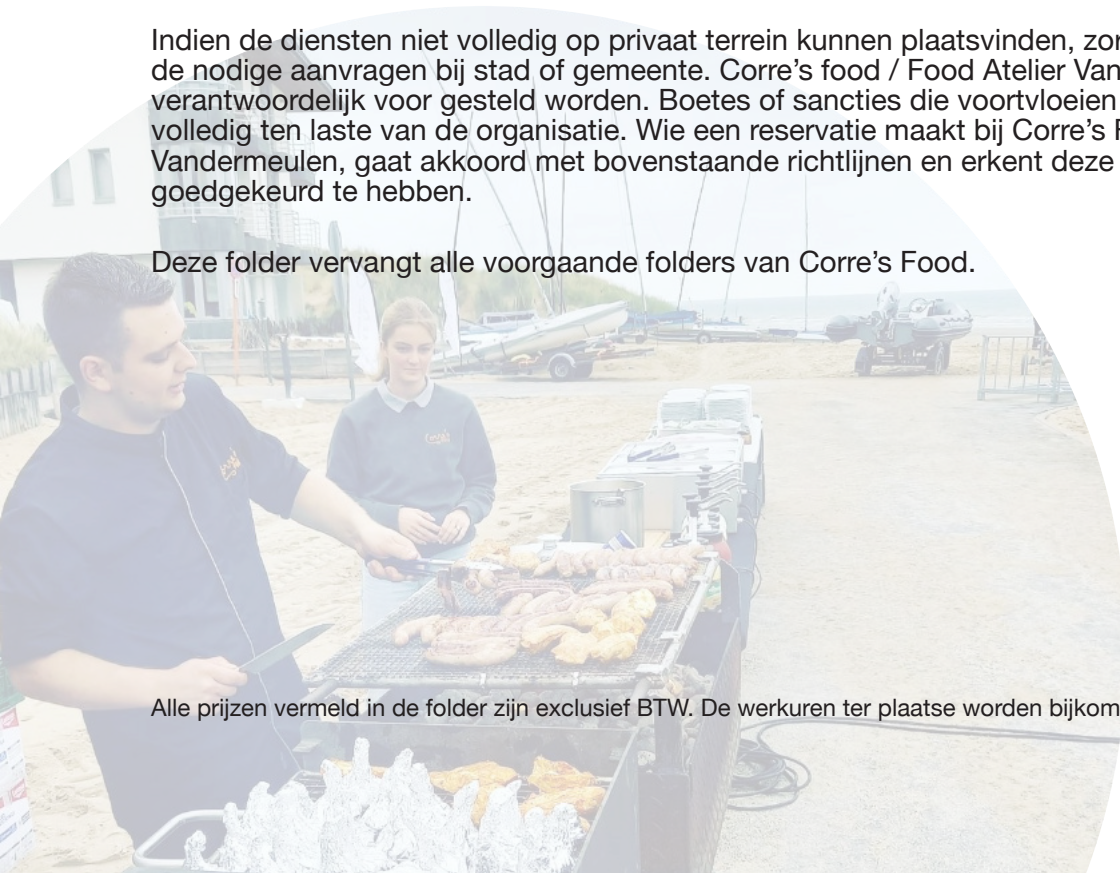 Indien de diensten niet volledig op privaat terrein kunnen plaatsvinden, zor
de nodige aanvragen bij stad of gemeente. Corre’s food / Food Atelier Van
verantwoordelijk voor gesteld worden. Boetes of sancties die voortvloeien
volledig ten laste van de organisatie. Wie een reservatie maakt bij Corre’s F
Vandermeulen, gaat akkoord met bovenstaande richtlijnen en erkent deze
goedgekeurd te hebben.
Deze folder vervangt alle voorgaande folders van Corre’s Food.
Alle prijzen vermeld in de folder zijn exclusief BTW. De werkuren ter plaatse worden bijkom